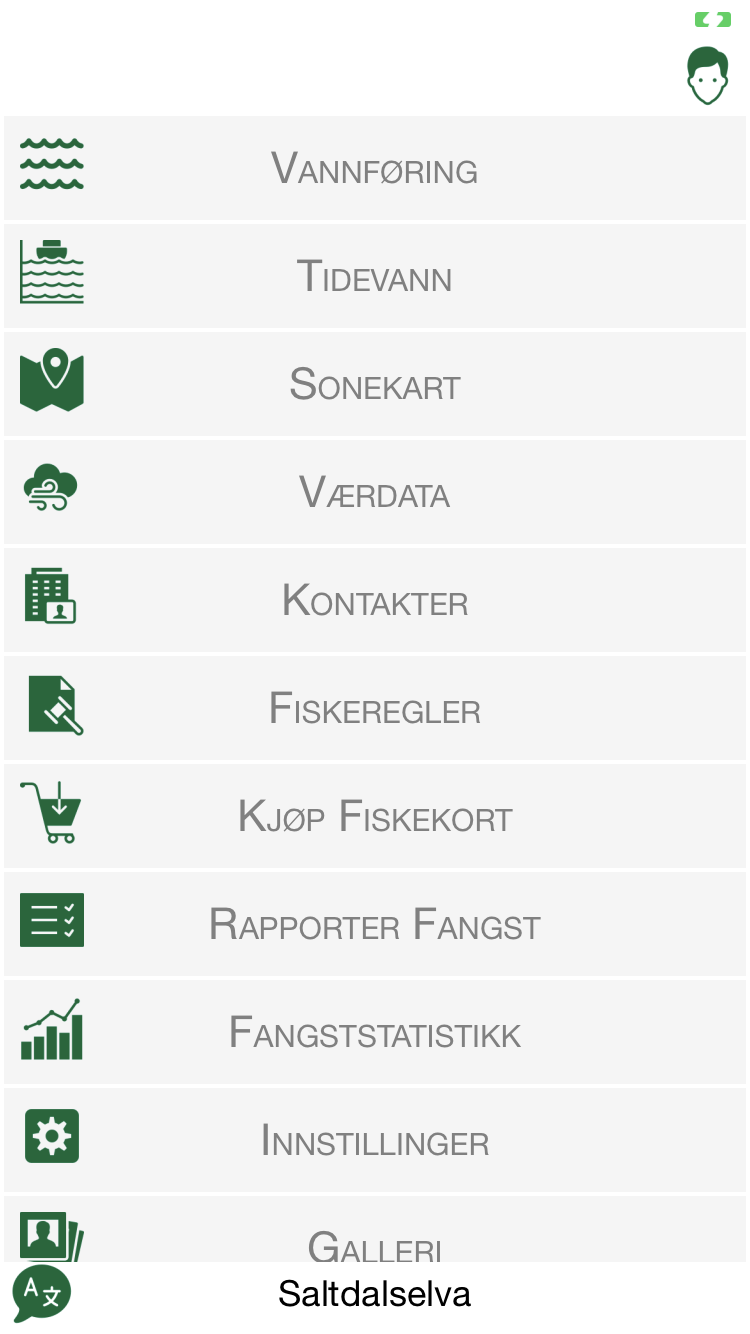 Vannføring
Tidevann
Sonekart
Værdata
Kontakter
Fiskeregler
Kjøp Fiskekort
Rapporter Fangst
Fangststatistikk
Innstillinger
Galleri
A 文
Saltdalselva